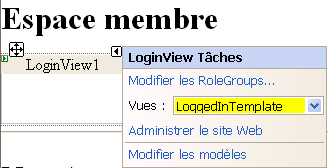 Espace membre
LoginView1
LoginView Tâches
Modifier les RoleGroups...
Vues : LoggedInTemplate
Administrer le site Web
Modifier les modèles